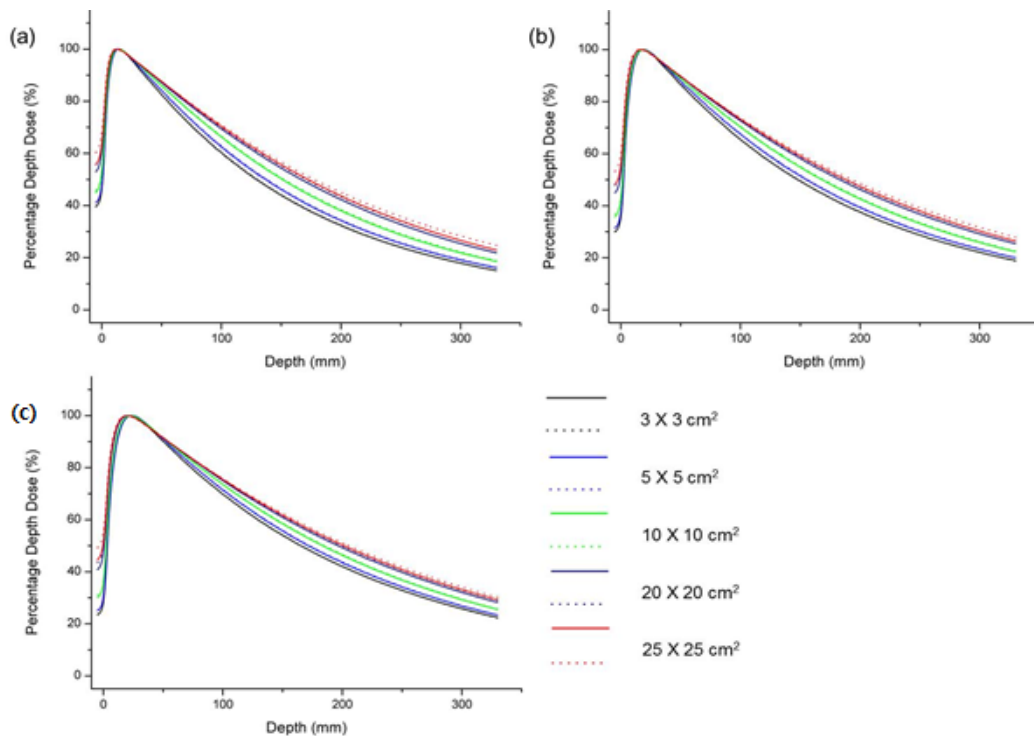 (a)
Percentage Depth Dose (%)
100
80
60
40
20
0
0 100 200 300
Depth (mm)
(b)
Percentage Depth Dose (%)
100
80
60
40
20
0
0 100 200 300
Depth (mm)
(c)
Percentage Depth Dose (%)
100
80
60
40
20
0
0 100 200 300
Depth (mm)
3 X 3 cm²
5 X 5 cm²
10 X 10 cm²
20 X 20 cm²
25 X 25 cm²